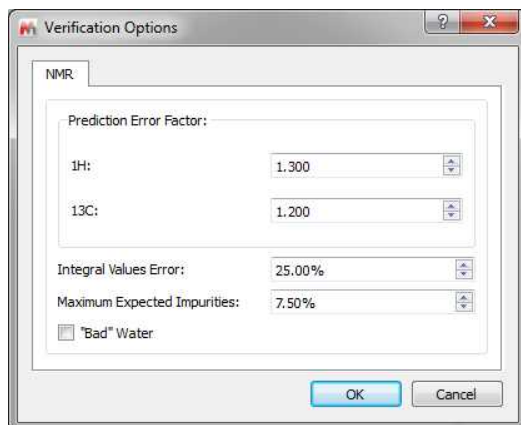 Verification Options
NMR
Prediction Error Factor:
1H: 1.300
13C: 1.200
Integral Values Error: 25.00%
Maximum Expected Impurities: 7.50%
"Bad" Water
OK Cancel